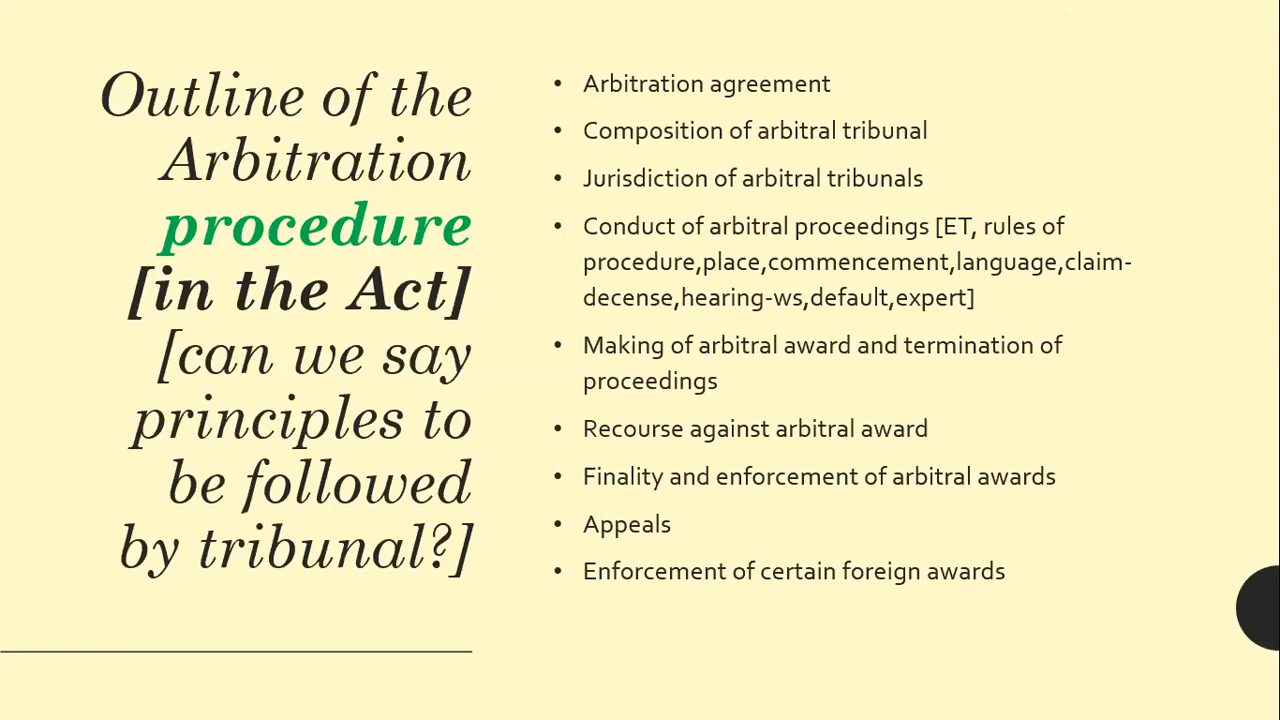 Outline of the
Arbitration
procedure
[in the Act]
[can we say
principles to
be followed
by tribunal?]
• Arbitration agreement
• Composition of arbitral tribunal
• Jurisdiction of arbitral tribunals
• Conduct of arbitral proceedings [ET, rules of
procedure,place,commencement,language,claim-
decense,hearing-ws,default,expert]
• Making of arbitral award and termination of
proceedings
• Recourse against arbitral award
• Finality and enforcement of arbitral awards
• Appeals
• Enforcement of certain foreign awards